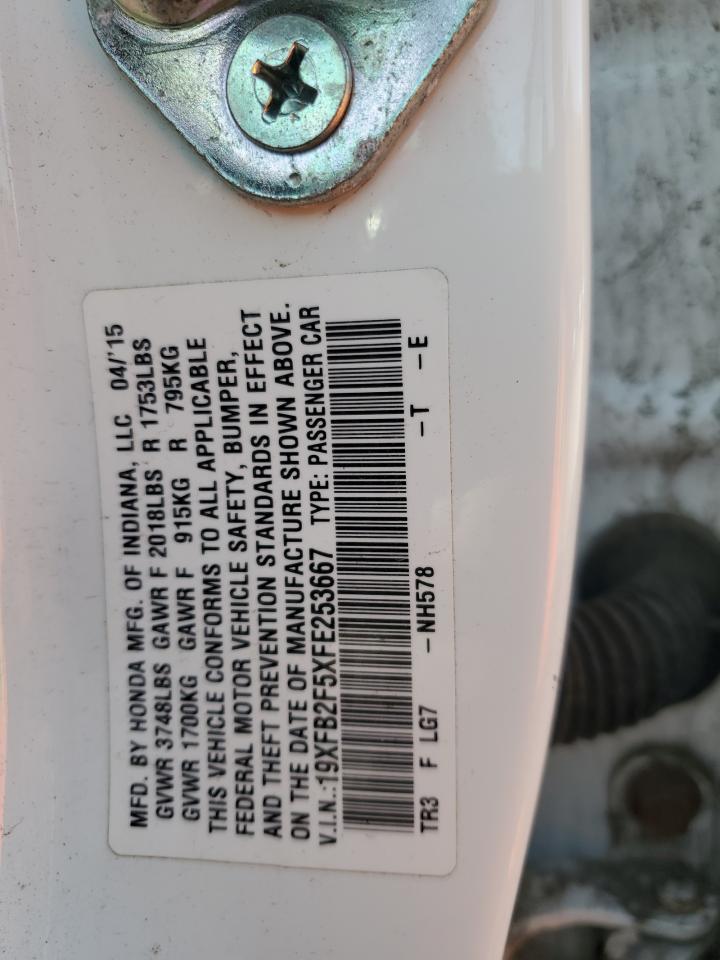 MFD. BY HONDA MFG. OF INDIANA, LLC 04/'15
GVWR 3748LBS GAWR F 2018LBS R 1753LBS
GVWR 1700KG GAWR F 915KG R 795KG
THIS VEHICLE CONFORMS TO ALL APPLICABLE
FEDERAL MOTOR VEHICLE SAFETY, BUMPER,
AND THEFT PREVENTION STANDARDS IN EFFECT
ON THE DATE OF MANUFACTURE SHOWN ABOVE.
V.I.N.:19XFB2F5XFE253667 TYPE: PASSENGER CAR
TR3 F LG7 -NH578 -T -E